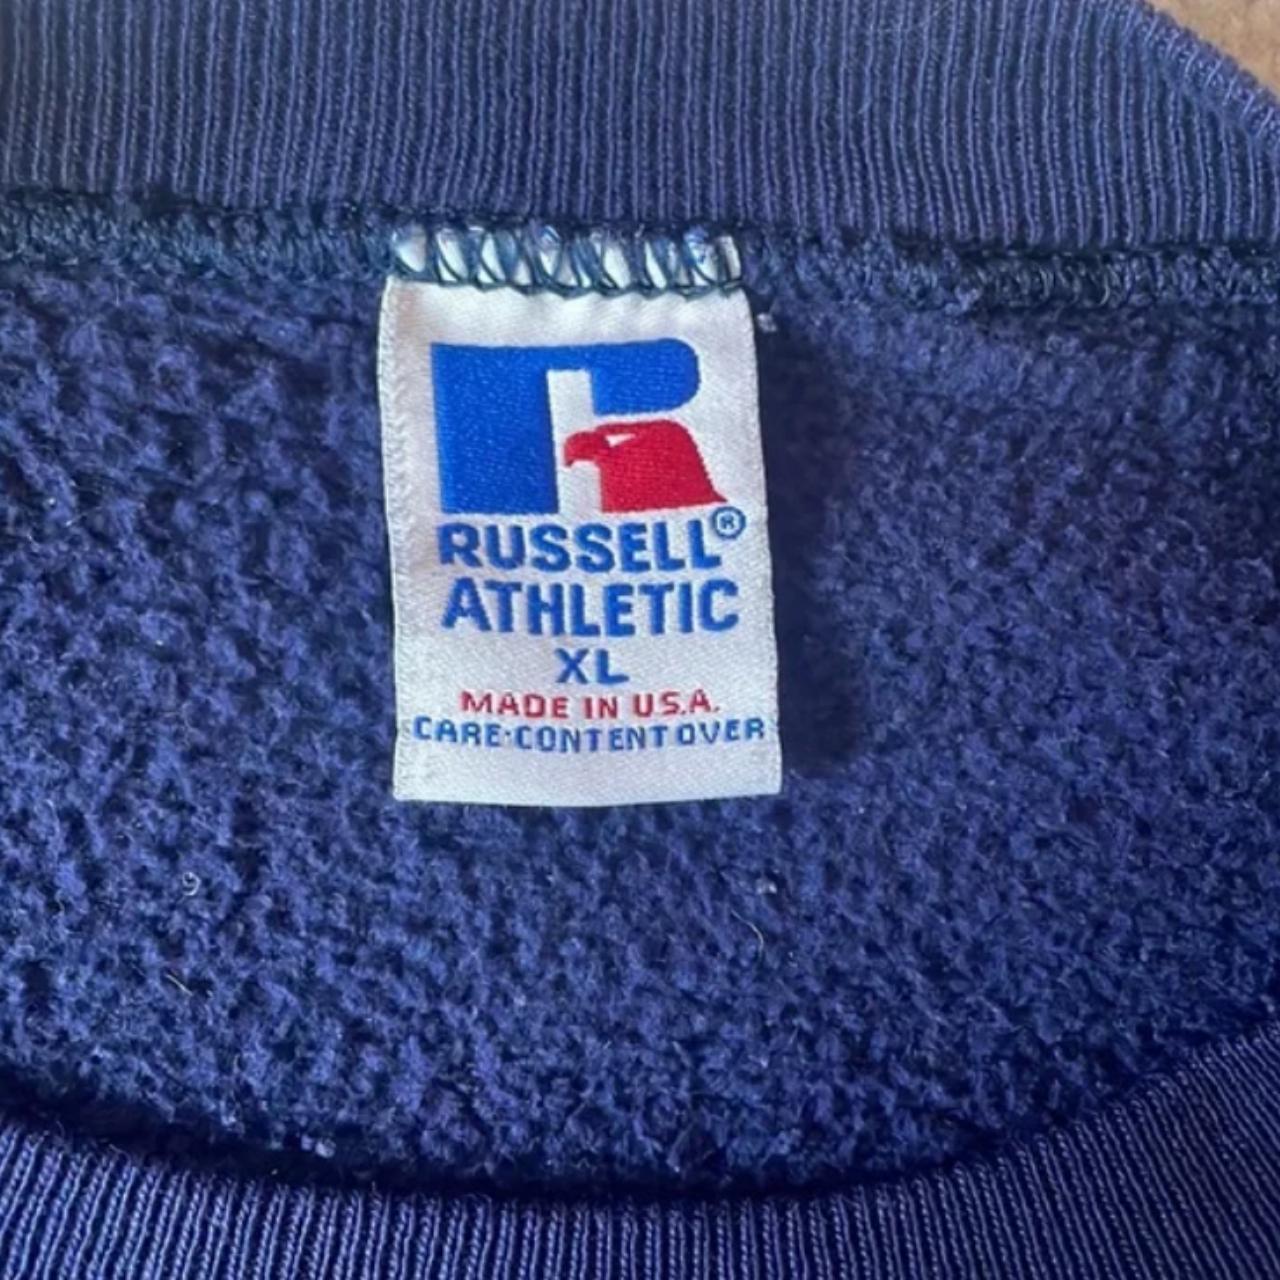 RUSSELL®
ATHLETIC
XL
MADE IN U.S.A.
CARE·CONTENT OVER